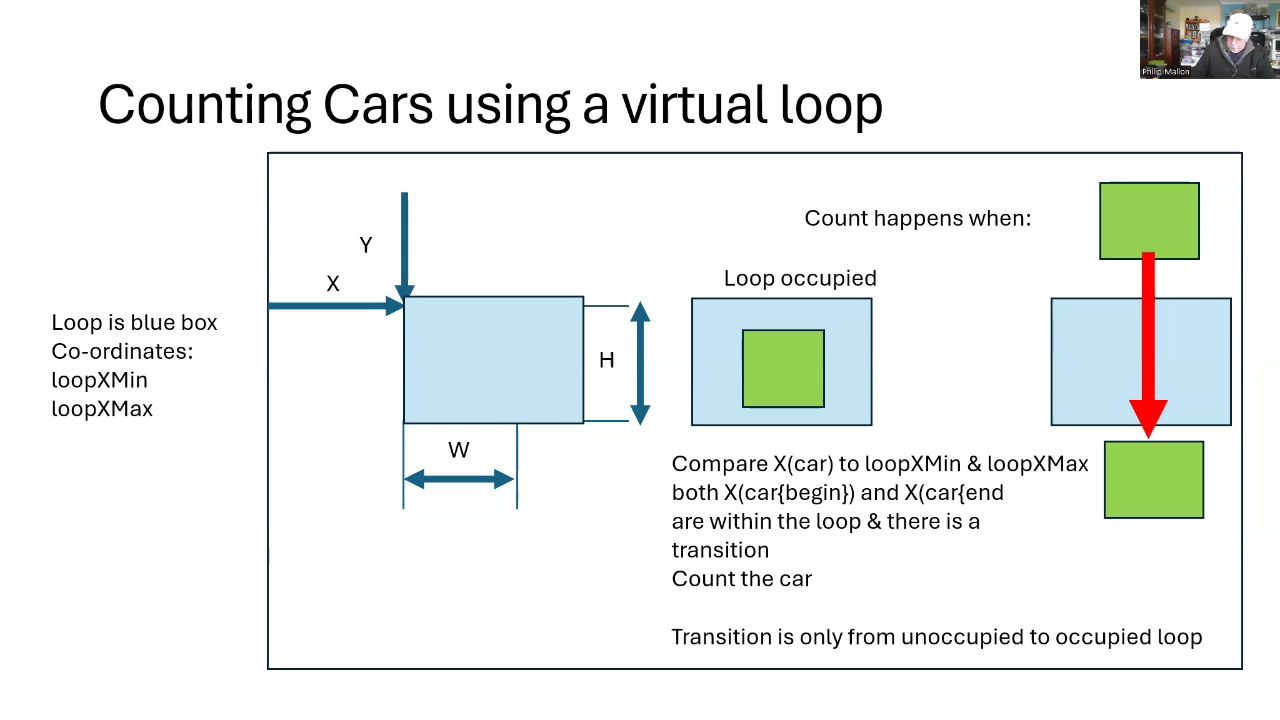 Philip Mallon
Counting Cars using a virtual loop
Count happens when:
Y
X
Loop occupied
Loop is blue box
Co-ordinates:
loopXMin
loopXMax
H
W
Compare X(car) to loopXMin & loopXMax
both X(car{begin}) and X(car{end
are within the loop & there is a
transition
Count the car
Transition is only from unoccupied to occupied loop